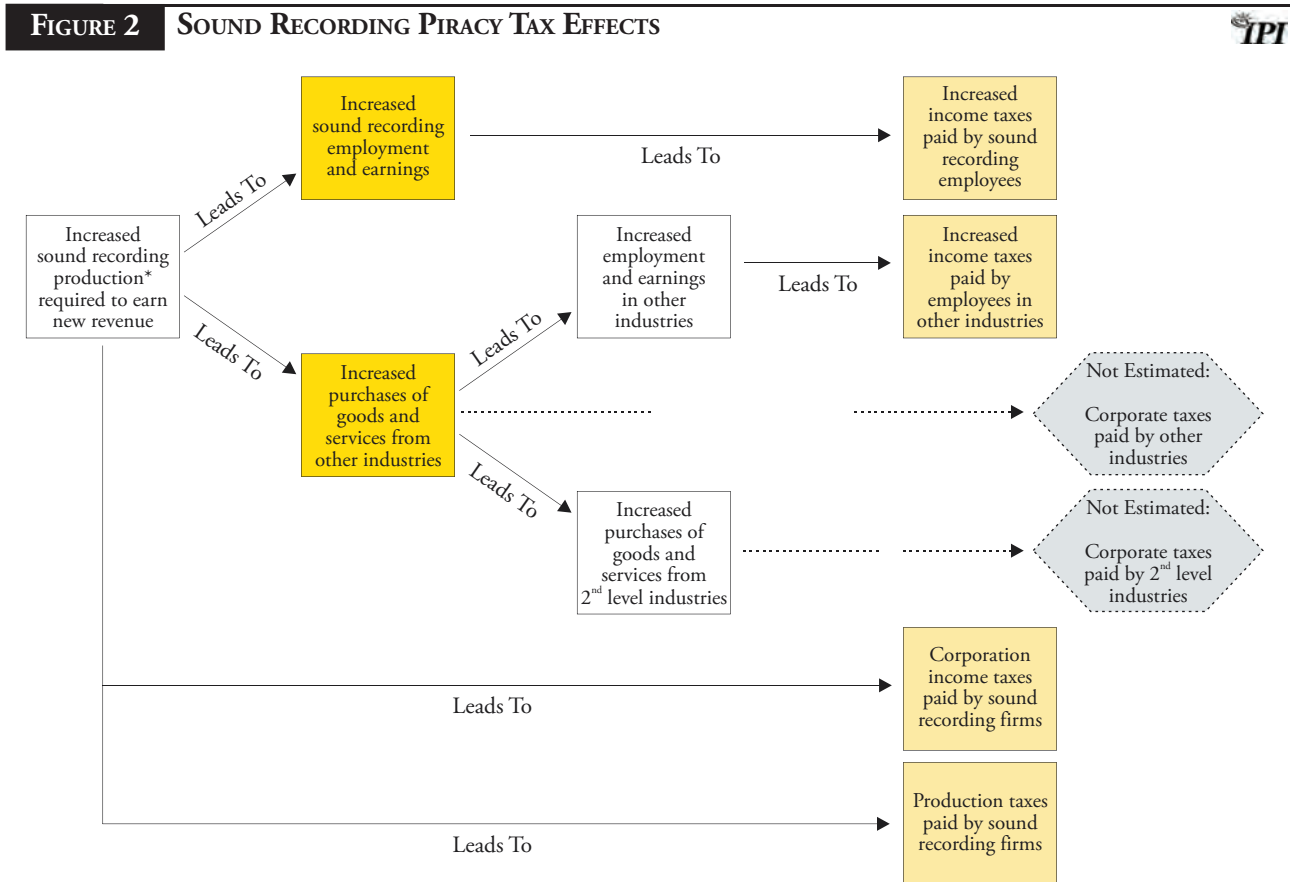 FIGURE 2 SOUND RECORDING PIRACY TAX EFFECTS
IPI
Increased
sound recording
employment
and earnings
Leads To
Increased
income taxes
paid by sound
recording
employees
Leads To
Increased
sound recording
production*
required to earn
new revenue
Increased
employment
and earnings
in other
industries
Leads To
Increased
income taxes
paid by
employees in
other industries
Leads To
Increased
purchases of
goods and
services from
other industries
Leads To
Not Estimated:
Corporate taxes
paid by other
industries
Leads To
Increased
purchases of
goods and
services from
2nd level industries
Not Estimated:
Corporate taxes
paid by 2nd level
industries
Leads To
Corporation
income taxes
paid by sound
recording firms
Leads To
Production taxes
paid by sound
recording firms